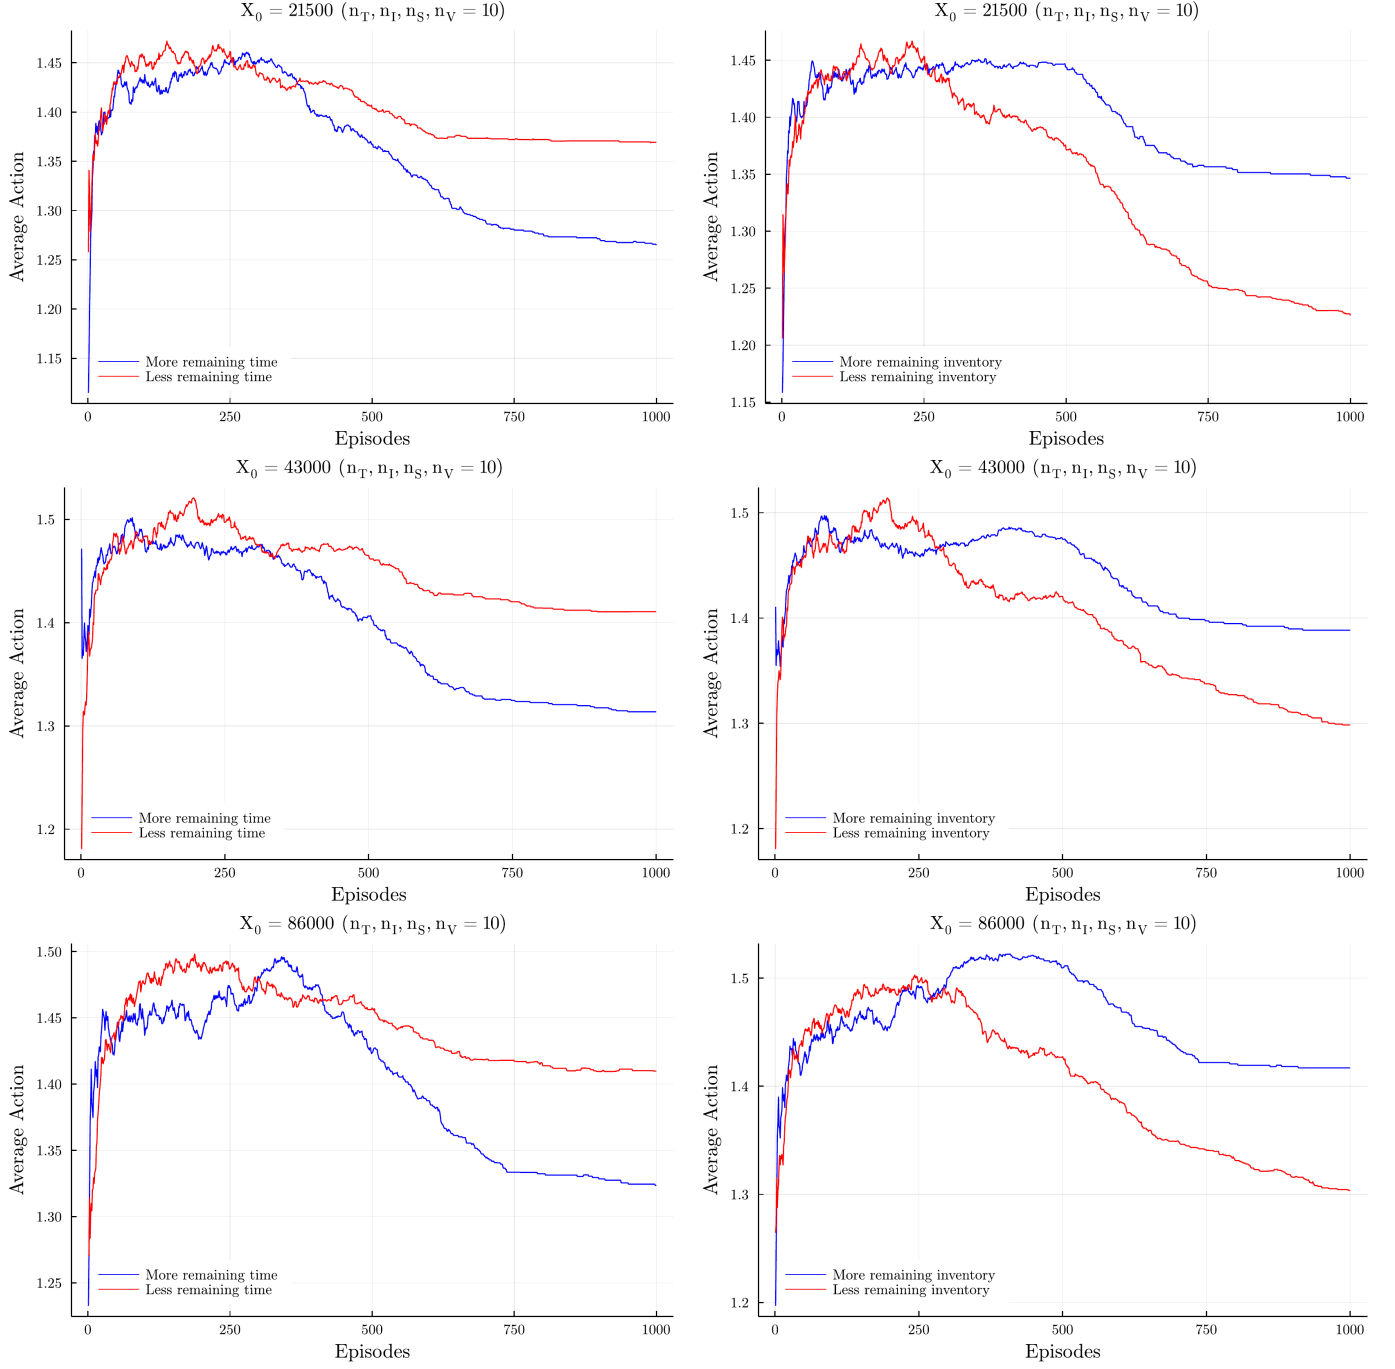 X_0 = 21500 (n_T, n_I, n_S, n_V = 10)
1.45
1.40
1.35
1.30
1.25
1.20
1.15
Average Action
More remaining time
Less remaining time
0 250 500 750 1000
Episodes
X_0 = 21500 (n_T, n_I, n_S, n_V = 10)
1.45
1.40
1.35
1.30
1.25
1.20
1.15
Average Action
More remaining inventory
Less remaining inventory
0 250 500 750 1000
Episodes
X_0 = 43000 (n_T, n_I, n_S, n_V = 10)
1.5
1.4
1.3
1.2
Average Action
More remaining time
Less remaining time
0 250 500 750 1000
Episodes
X_0 = 43000 (n_T, n_I, n_S, n_V = 10)
1.5
1.4
1.3
1.2
Average Action
More remaining inventory
Less remaining inventory
0 250 500 750 1000
Episodes
X_0 = 86000 (n_T, n_I, n_S, n_V = 10)
1.50
1.45
1.40
1.35
1.30
1.25
Average Action
More remaining time
Less remaining time
0 250 500 750 1000
Episodes
X_0 = 86000 (n_T, n_I, n_S, n_V = 10)
1.5
1.4
1.3
1.2
Average Action
More remaining inventory
Less remaining inventory
0 250 500 750 1000
Episodes